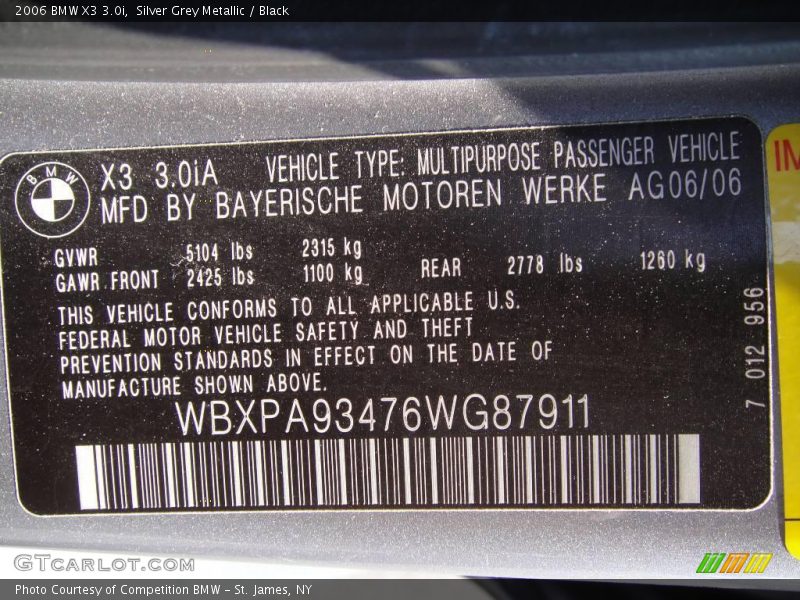 2006 BMW X3 3.0i, Silver Grey Metallic / Black
BMW
X3 3.0iA VEHICLE TYPE: MULTIPURPOSE PASSENGER VEHICLE
MFD BY BAYERISCHE MOTOREN WERKE AG06/06
GVWR 5104 lbs 2315 kg
GAWR FRONT 2425 lbs 1100 kg REAR 2778 lbs 1260 kg
THIS VEHICLE CONFORMS TO ALL APPLICABLE U.S.
FEDERAL MOTOR VEHICLE SAFETY AND THEFT
PREVENTION STANDARDS IN EFFECT ON THE DATE OF
MANUFACTURE SHOWN ABOVE.
WBXPA93476WG87911
7 012 956
GTCARLOT.COM
Photo Courtesy of Competition BMW – St. James, NY